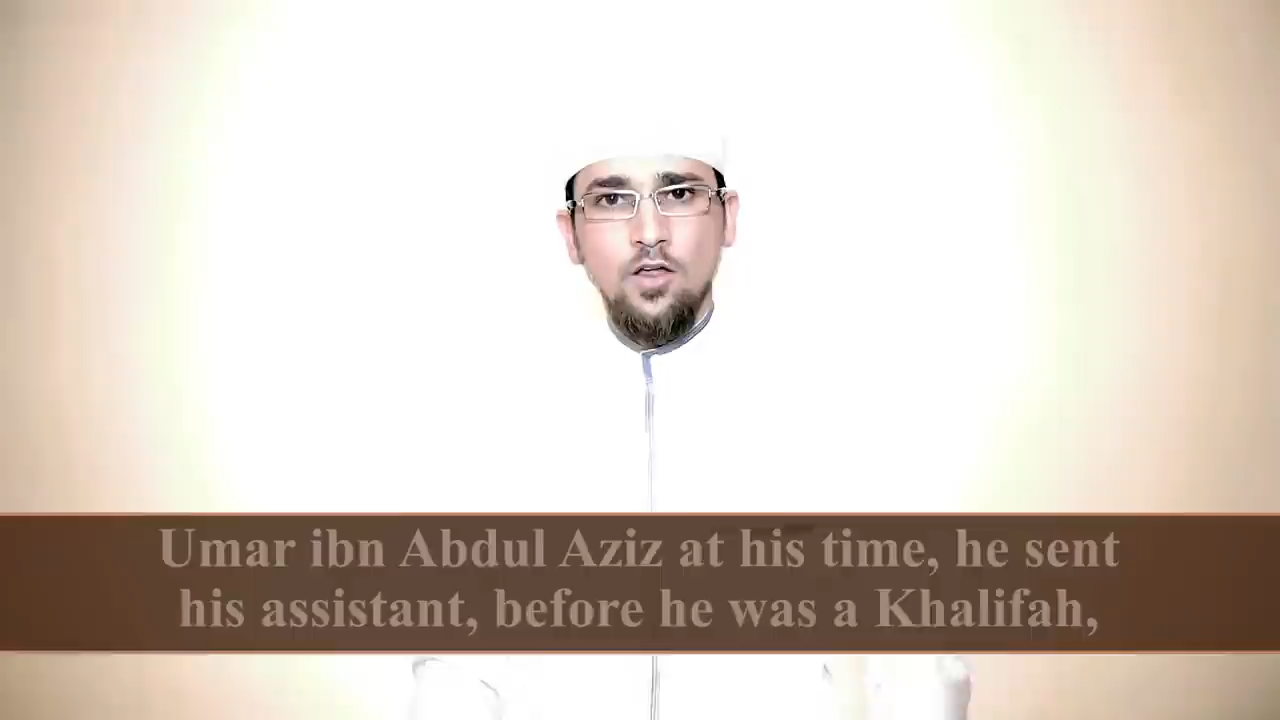 Umar ibn Abdul Aziz at his time, he sent
his assistant, before he was a Khalifah,